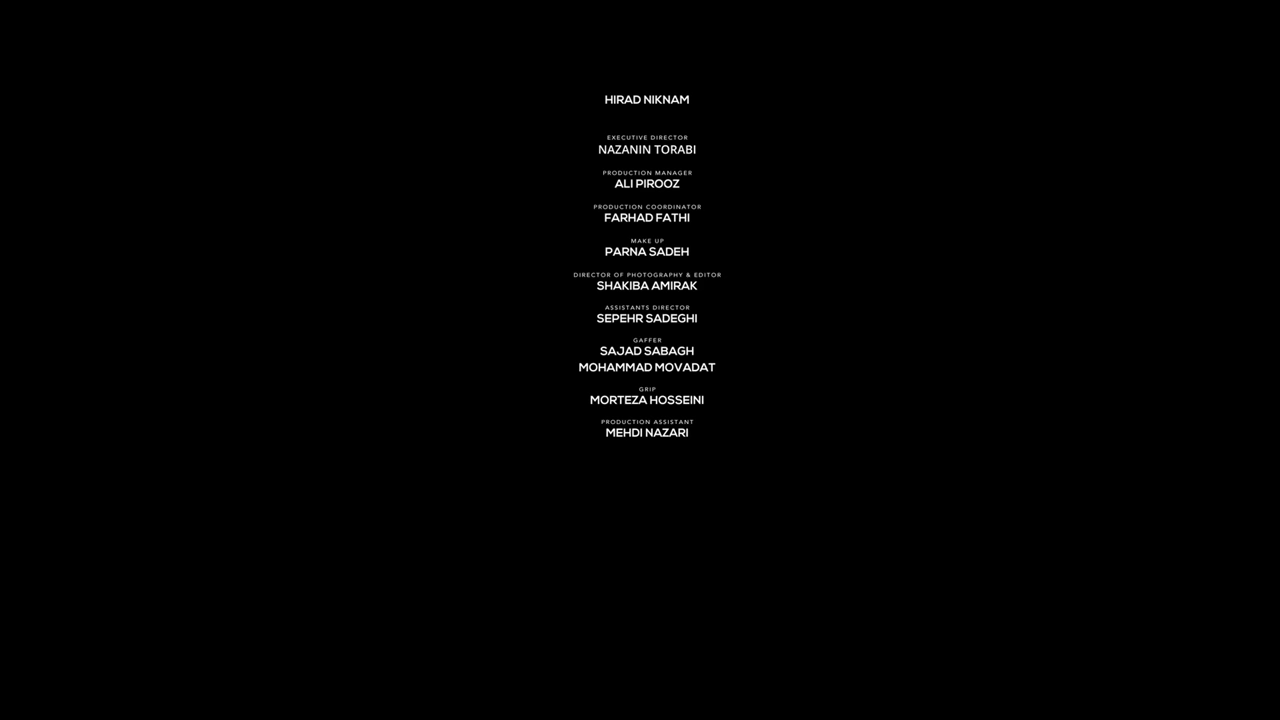 HIRAD NIKNAM
EXECUTIVE DIRECTOR
NAZANIN TORABI
PRODUCTION MANAGER
ALI PIROOZ
PRODUCTION COORDINATOR
FARHAD FATHI
MAKE UP
PARNA SADEH
DIRECTOR OF PHOTOGRAPHY & EDITOR
SHAKIBA AMIRAK
ASSISTANTS DIRECTOR
SEPEHR SADEGHI
GAFFER
SAJAD SABAGH
MOHAMMAD MOVADAT
GRIP
MORTEZA HOSSEINI
PRODUCTION ASSISTANT
MEHDI NAZARI